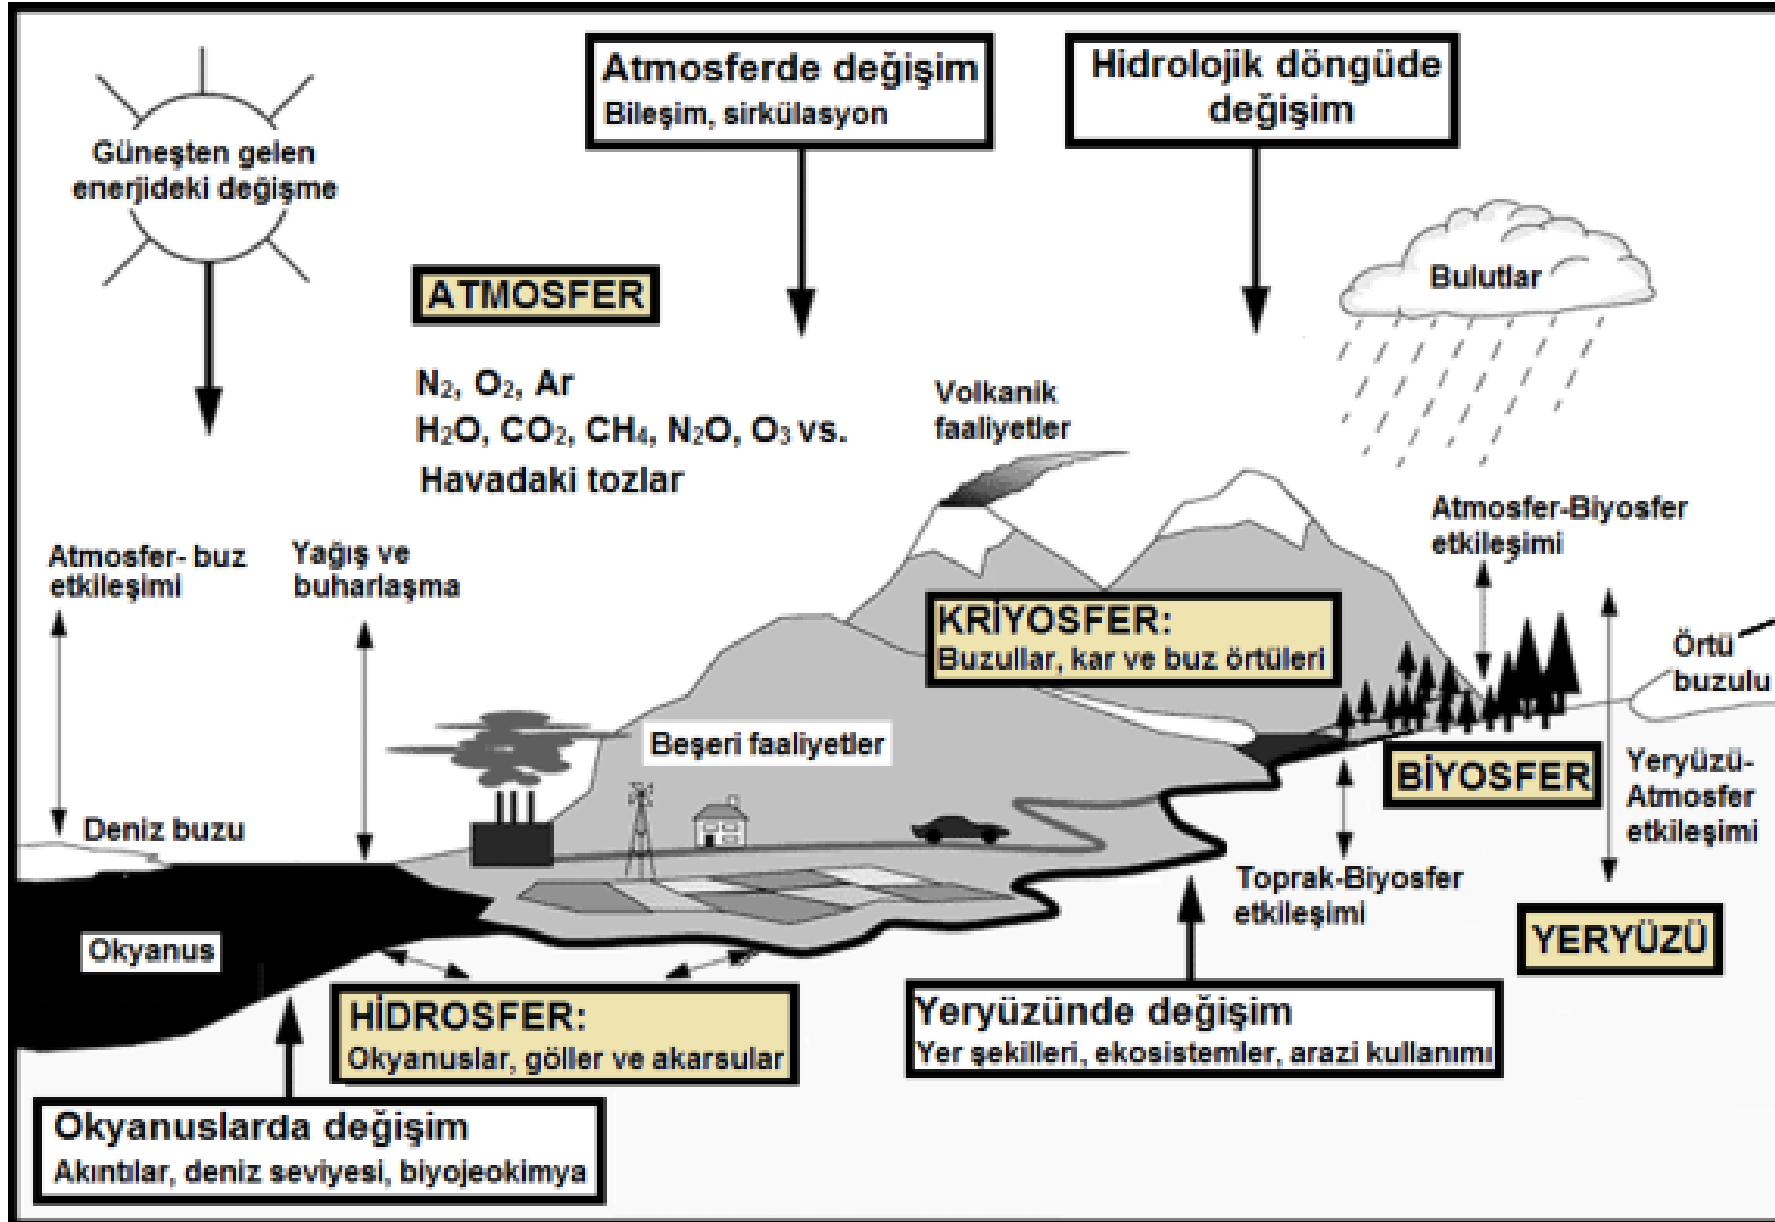 Atmosferde değişim
Bileşim, sirkülasyon
Hidrolojik döngüde
değişim
Güneşten gelen
enerjideki değişme
Bulutlar
ATMOSFER
N₂, O₂, Ar
H₂O, CO₂, CH₄, N₂O, O₃ vs.
Havadaki tozlar
Volkanik
faaliyetler
Atmosfer-Biyosfer
etkileşimi
Atmosfer- buz
etkileşimi
Yağış ve
buharlaşma
KRİYOSFER:
Buzullar, kar ve buz örtüleri
Örtü
buzulu
Beşeri faaliyetler
BİYOSFER
Yeryüzü-
Atmosfer
etkileşimi
Deniz buzu
Toprak-Biyosfer
etkileşimi
Okyanus
YERYÜZÜ
HİDROSFER:
Okyanuslar, göller ve akarsular
Yeryüzünde değişim
Yer şekilleri, ekosistemler, arazi kullanımı
Okyanuslarda değişim
Akıntılar, deniz seviyesi, biyojeokimya